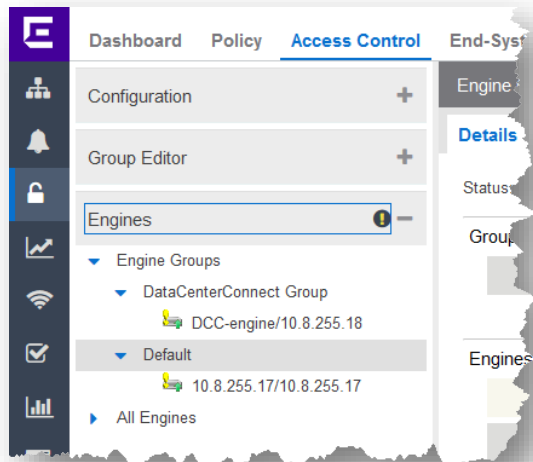 Dashboard Policy Access Control End-Syst
Configuration
Engine
Group Editor
Details
Status
Engines
Group
Engine Groups
DataCenterConnect Group
DCC-engine/10.8.255.18
Default
Engines
10.8.255.17/10.8.255.17
All Engines